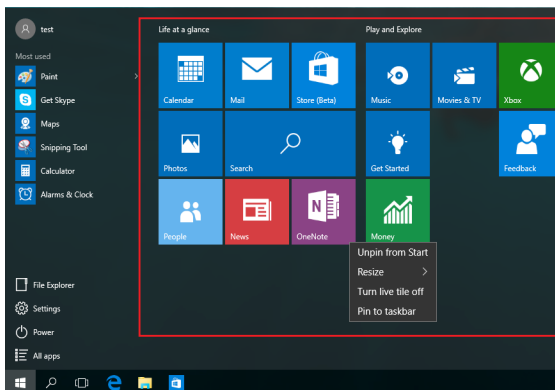 test
Most used
Paint
Get Skype
Maps
Snipping Tool
Calculator
Alarms & Clock
File Explorer
Settings
Power
All apps
Life at a glance
Calendar
Mail
Store (Beta)
Photos
Search
People
News
OneNote
Play and Explore
Music
Movies & TV
Xbox
Get Started
Feedback
Money
Unpin from Start
Resize
Turn live tile off
Pin to taskbar